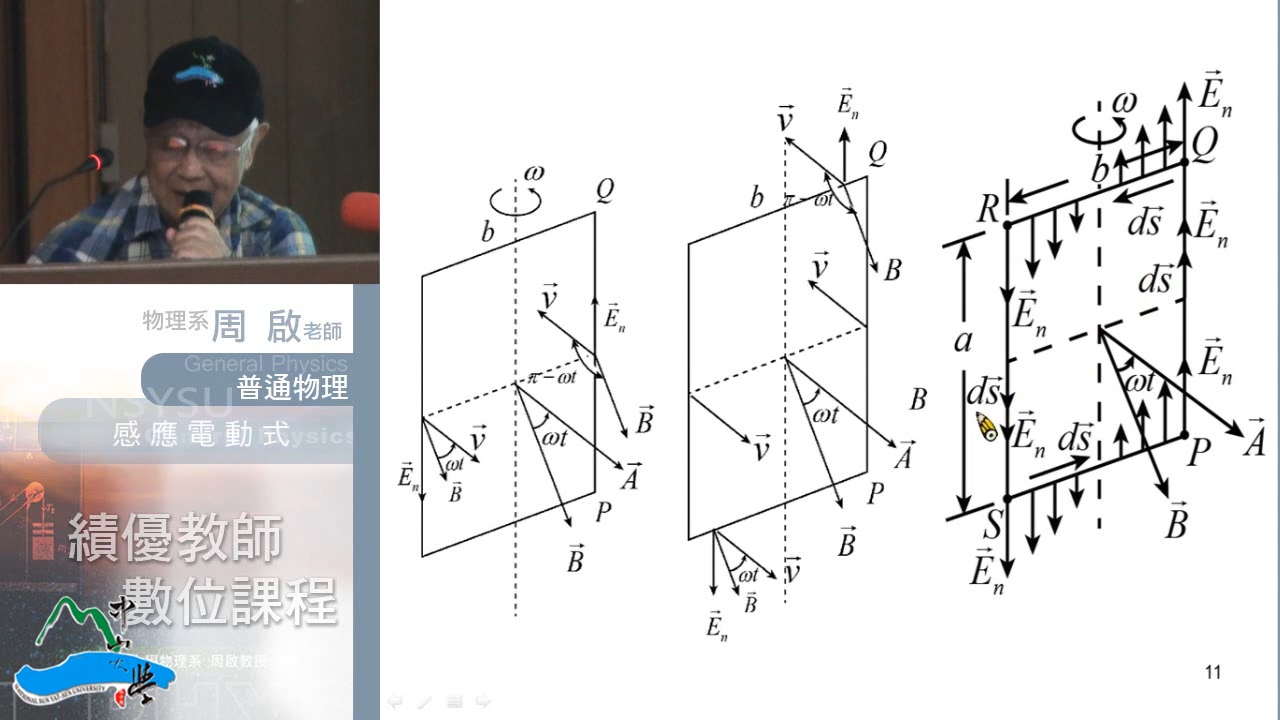 物理系周 啟老師
General Physics
普通物理
NSYSU
感應電動式
績優教師
數位課程
ω
Q
b
v
E_n
π-ωt
B
v
ωt
ωt
B
E_n
A
P
B
E_n
v
Q
b
π-ωt
B
v
ωt
v
B
A
P
B
ωt
v
B
E_n
E_n
ω
Q
b
R
ds
E_n
ds
E_n
a
E_n
ωt
ds
E_n
ds
A
P
S
B
E_n
11